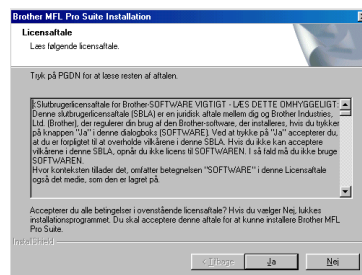 Brother MFL Pro Suite Installation
Licensaftale
Læs følgende licensaftale.
Tryk på PGDN for at læse resten af aftalen.
Slutbrugerlicensaftale for Brother-SOFTWARE VIGTIGT - LÆS DETTE OMHYGGELIGT:
Denne slutbrugeraftale (SBLA) er en juridisk aftale mellem dig og Brother Industries,
Ltd. (Brother), der regulerer din brug af den Brother-software, der installeres, hvis du trykker
på knappen "Ja" i denne dialogboks (SOFTWARE). Ved at trykke på "Ja" accepterer du,
at du er forpligtet til at overholde vilkårene i denne SBLA. Hvis du ikke kan acceptere
vilkårene i denne SBLA, opnår du ikke licens til SOFTWAREN. I så fald må du ikke bruge
SOFTWAREN.
Hvor konteksten tillader det, omfatter betegnelsen "SOFTWARE" i denne Licensaftale
også det medie, som den er lagret på.
Accepterer du alle betingelser i ovenstående licensaftale? Hvis du vælger Nej, lukkes
installationsprogrammet. Du skal acceptere denne aftale for at kunne installere Brother MFL
Pro Suite.
InstallShield
< Tilbage Ja Nej